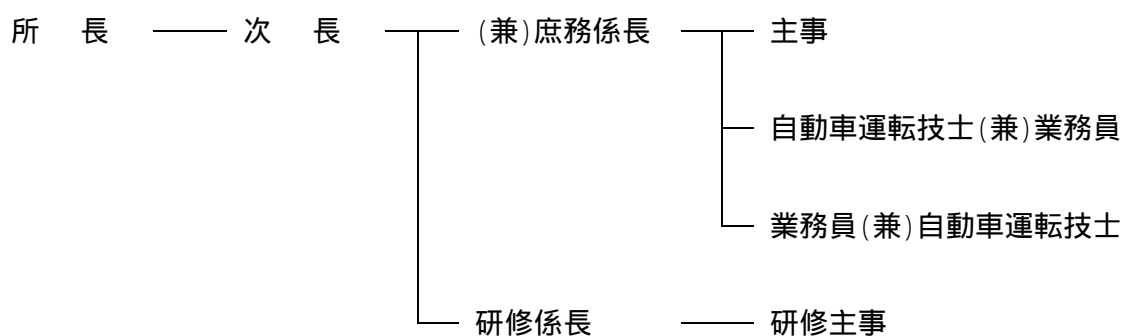 所　長　次　長　(兼)庶務係長　主事
自動車運転技士(兼)業務員
業務員(兼)自動車運転技士
研修係長　研修主事